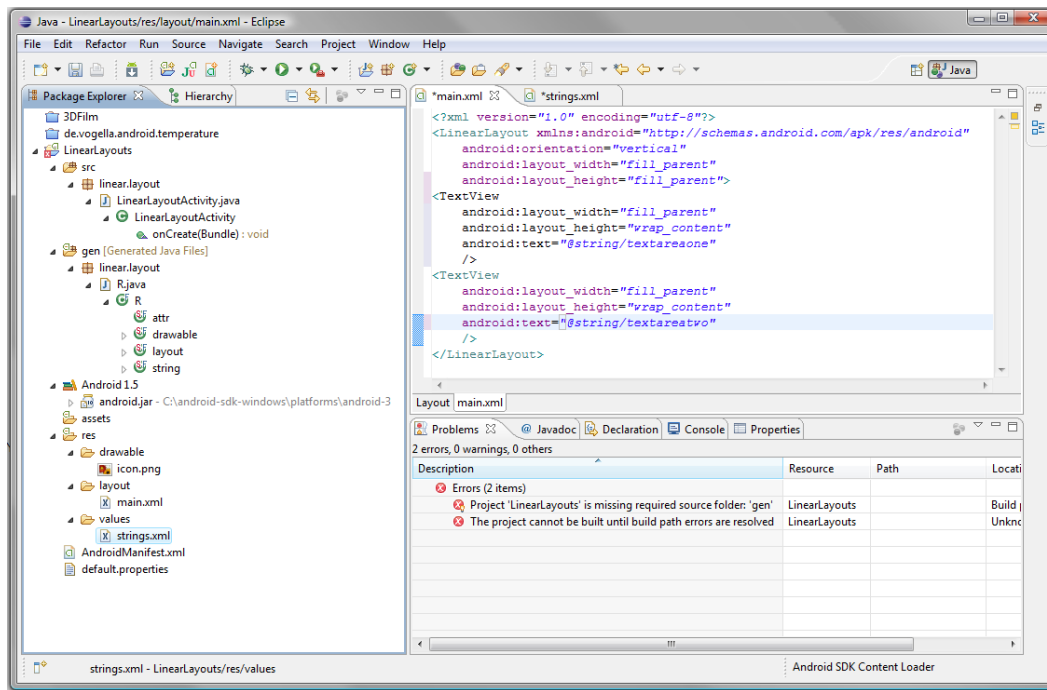 Java - LinearLayouts/res/layout/main.xml - Eclipse
File Edit Refactor Run Source Navigate Search Project Window Help
Java
Package Explorer Hierarchy
3DFilm
de.vogella.android.temperature
LinearLayouts
src
linear.layout
LinearLayoutActivity.java
LinearLayoutActivity
onCreate(Bundle) : void
gen [Generated Java Files]
linear.layout
R.java
R
attr
drawable
layout
string
Android 1.5
android.jar - C:\android-sdk-windows\platforms\android-3
assets
res
drawable
icon.png
layout
main.xml
values
strings.xml
AndroidManifest.xml
default.properties
*main.xml *strings.xml
<?xml version="1.0" encoding="utf-8"?>
<LinearLayout xmlns:android="http://schemas.android.com/apk/res/android"
android:orientation="vertical"
android:layout_width="fill_parent"
android:layout_height="fill_parent">
<TextView
android:layout_width="fill_parent"
android:layout_height="wrap_content"
android:text="@string/textareaone"
/>
<TextView
android:layout_width="fill_parent"
android:layout_height="wrap_content"
android:text="@string/textareatwo"
/>
</LinearLayout>
Layout main.xml
Problems @ Javadoc Declaration Console Properties
2 errors, 0 warnings, 0 others
Description Resource Path Locati
Errors (2 items)
Project 'LinearLayouts' is missing required source folder: 'gen' LinearLayouts Build p
The project cannot be built until build path errors are resolved LinearLayouts Unkno
strings.xml - LinearLayouts/res/values Android SDK Content Loader